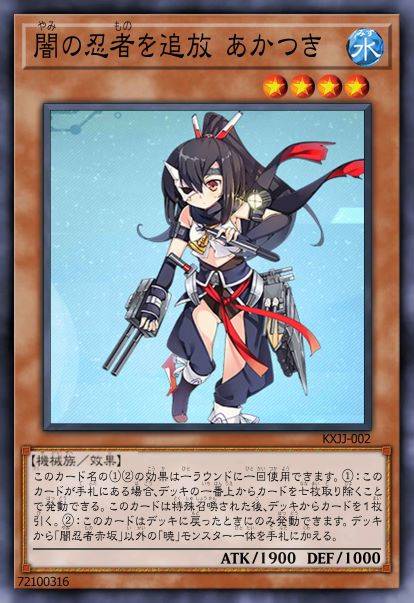 闇の忍者を追放 あかつき
水
KXJJ-002
【機械族／効果】
このカード名の①②の効果は一ラウンドに一回使用できます。①:この
カードが手札にある場合、デッキの一番上からカードを七枚取り除くこと
で発動できる。このカードは特殊召喚された後、デッキからカードを1枚
引く。②:このカードはデッキに戻ったときにのみ発動できます。デッキ
から「闇忍者赤坂」以外の「暁」モンスター一体を手札に加える。
ATK/1900 DEF/1000
72100316